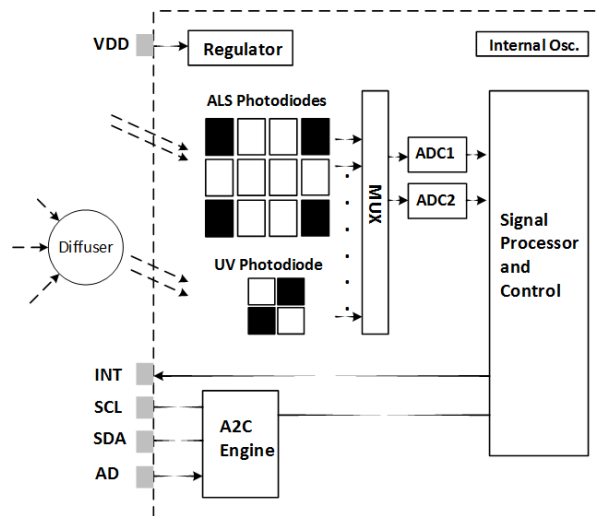 VDD
Regulator
Internal Osc.
ALS Photodiodes
MUX
ADC1
ADC2
Signal
Processor
and
Control
Diffuser
UV Photodiode
INT
SCL
SDA
AD
A2C
Engine